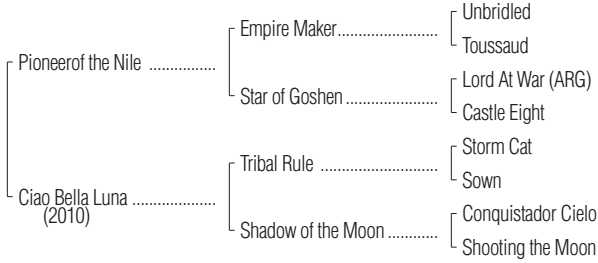 Unbridled
Empire Maker........................
Toussaud
Pioneerof the Nile ................
Lord At War (ARG)
Star of Goshen......................
Castle Eight
Storm Cat
Tribal Rule ............................
Sown
Ciao Bella Luna ....................
(2010)
Conquistador Cielo
Shadow of the Moon............
Shooting the Moon